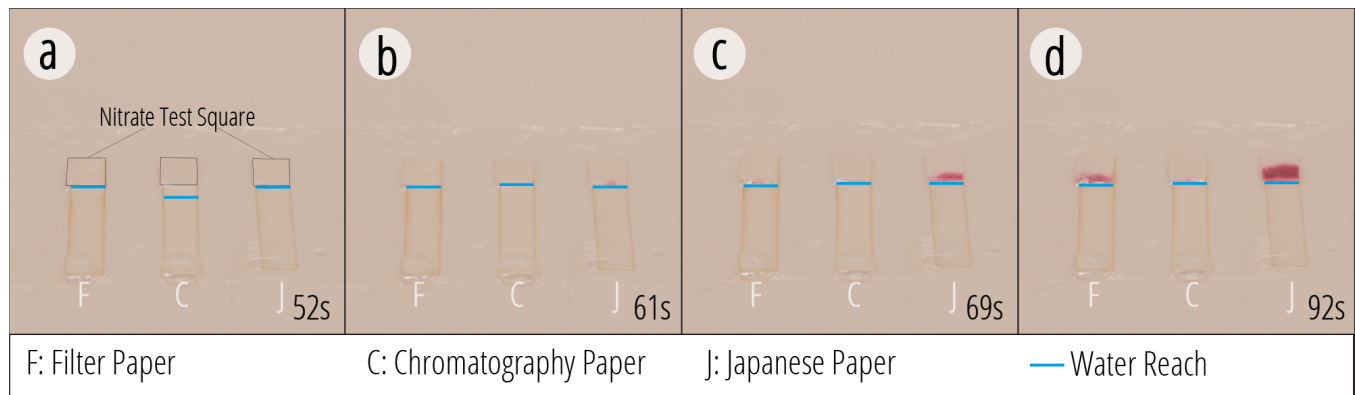 a
b
c
d
Nitrate Test Square
F
C
J
52s
F
C
J
61s
F
C
J
69s
F
C
J
92s
F: Filter Paper
C: Chromatography Paper
J: Japanese Paper
Water Reach